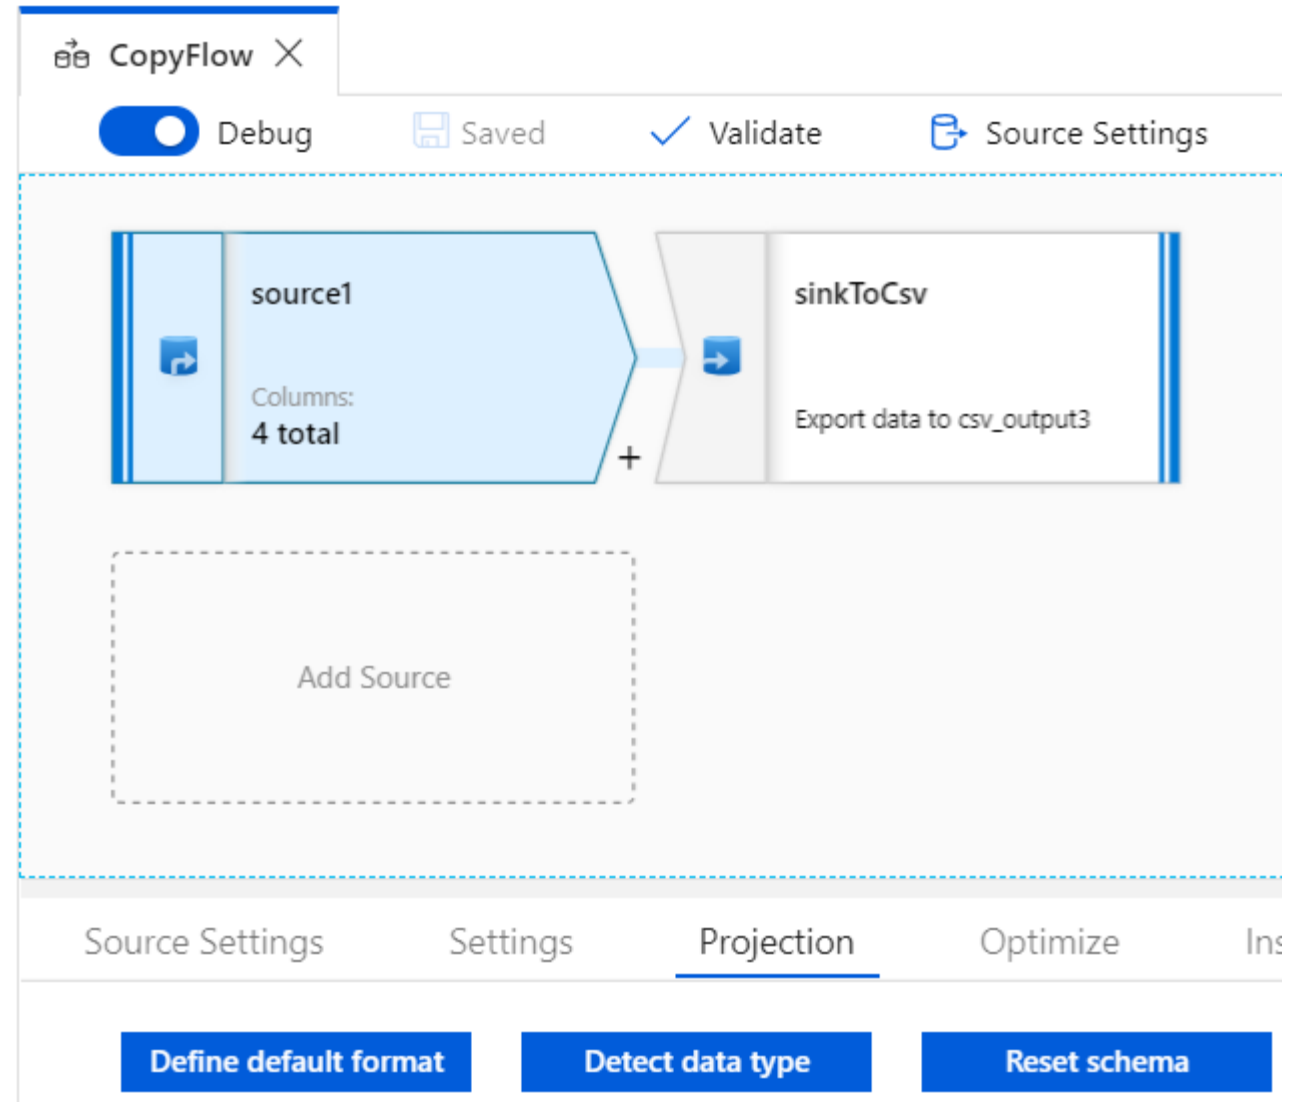 CopyFlow
Debug Saved Validate Source Settings
source1
Columns:
4 total
+
sinkToCsv
Export data to csv_output3
Add Source
Source Settings Settings Projection Optimize Ins
Define default format Detect data type Reset schema